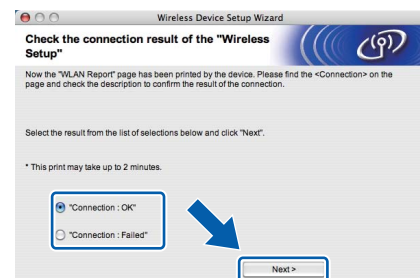 Wireless Device Setup Wizard
Check the connection result of the "Wireless
Setup"
Now the "WLAN Report" page has been printed by the device. Please find the <Connection> on the
page and check the description to confirm the result of the connection.
Select the result from the list of selections below and click "Next".
* This print may take up to 2 minutes.
"Connection : OK"
"Connection : Failed"
Next >